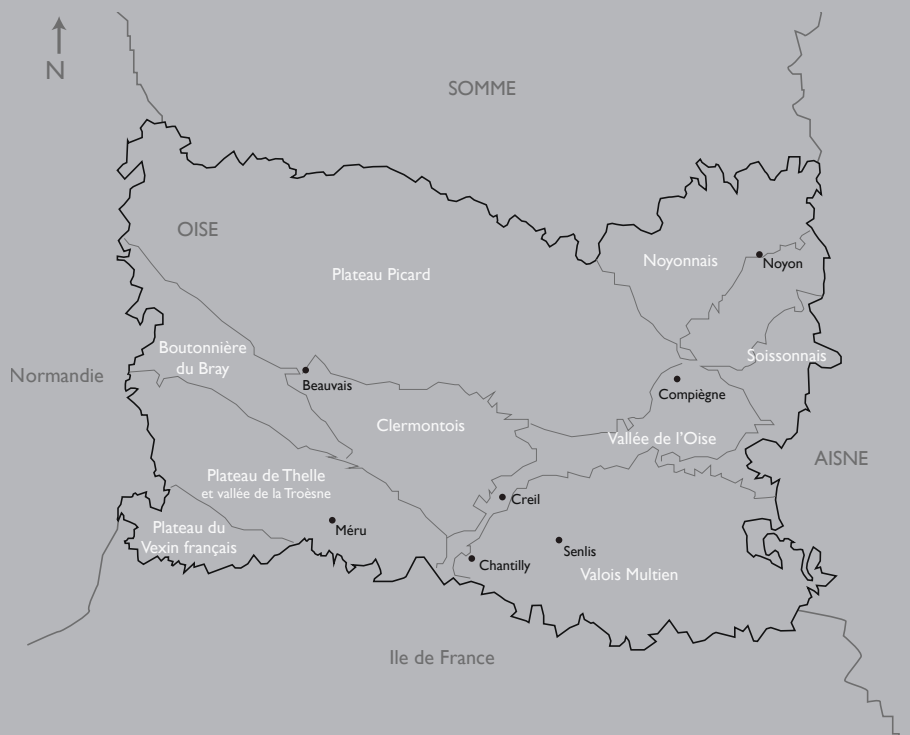 N
SOMME
OISE
Noyonnais
Noyon
Plateau Picard
Boutonnière
du Bray
Soissonnais
Normandie
Beauvais
Compiègne
Clermontois
Vallée de l'Oise
AISNE
Plateau de Thelle
et vallée de la Troèsne
Creil
Plateau du
Vexin français
Méru
Senlis
Chantilly
Valois Multien
Ile de France